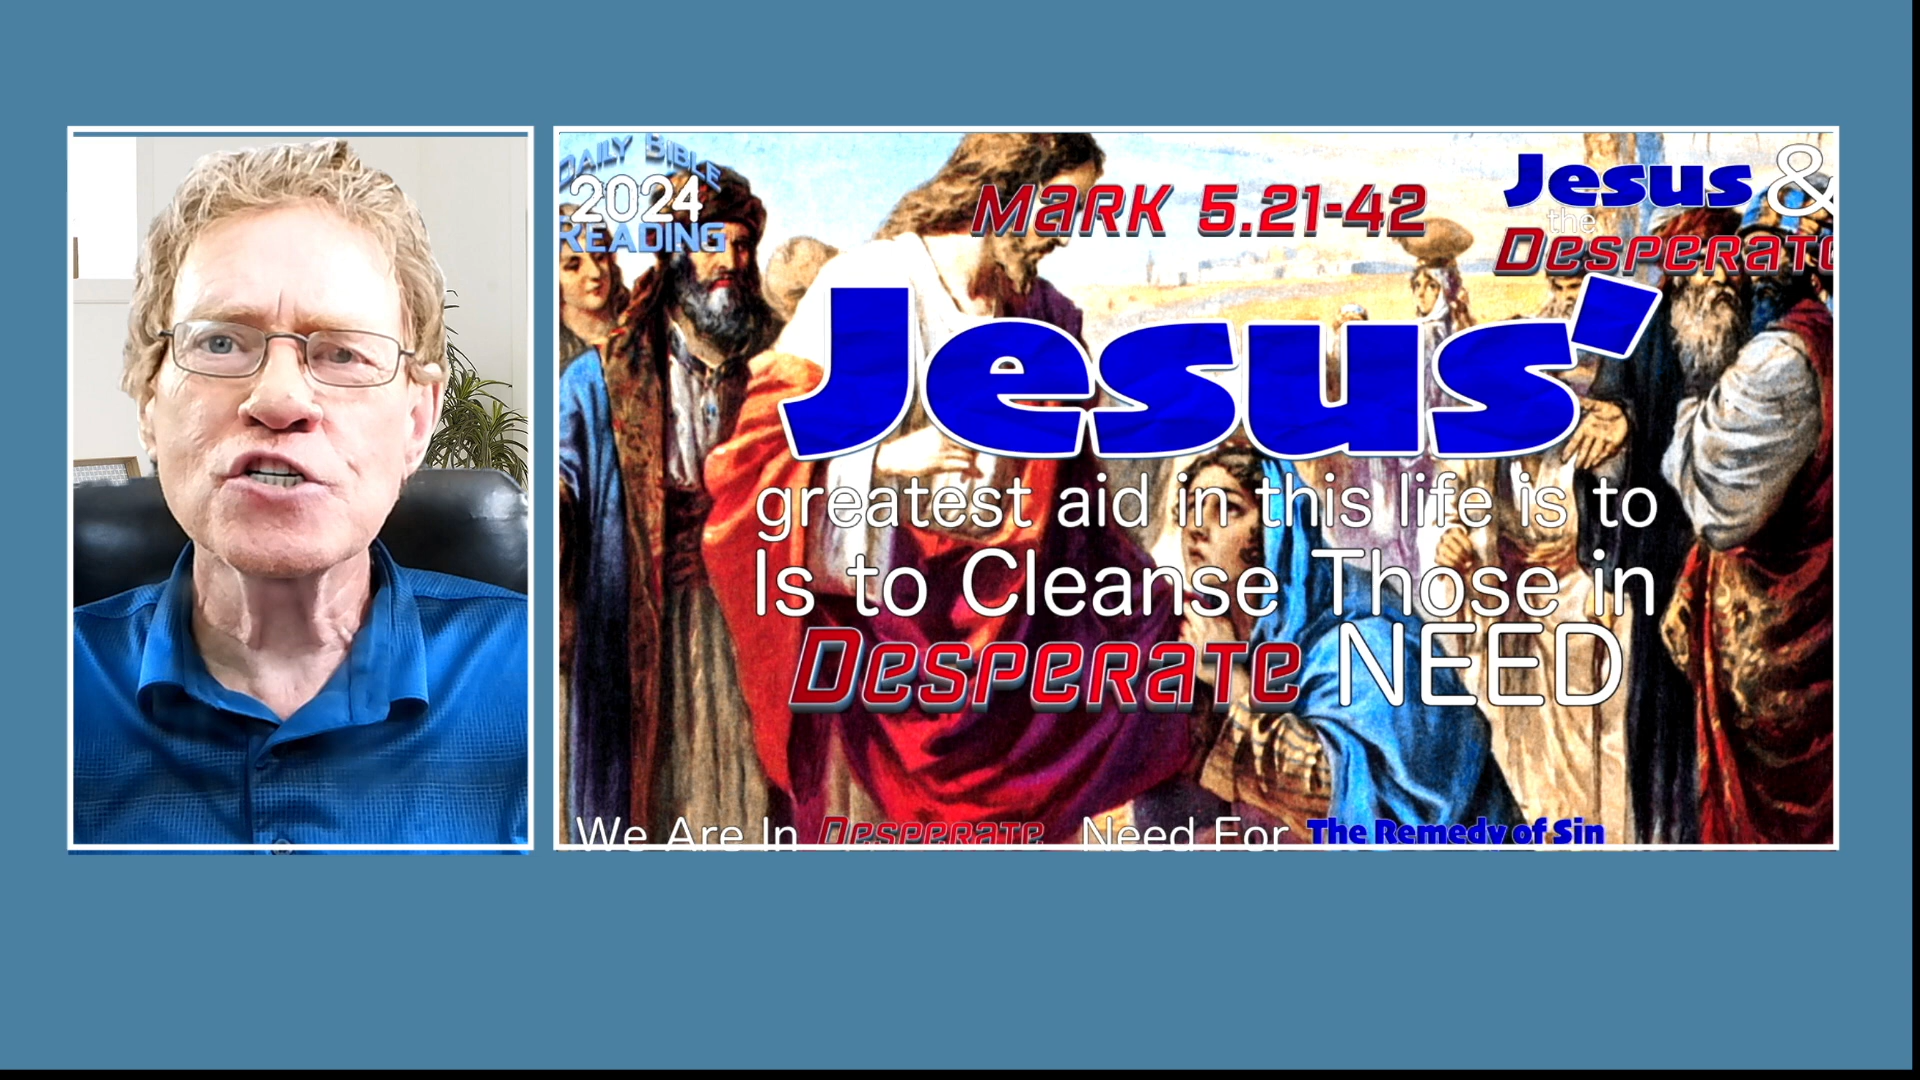 DAILY BIBLE
2024
READING
Mark 5.21-42
Jesus &
the
Desperate
Jesus'
greatest aid in this life is to
Is to Cleanse Those in
Desperate NEED
We Are In Desperate Need For The Remedy of Sin